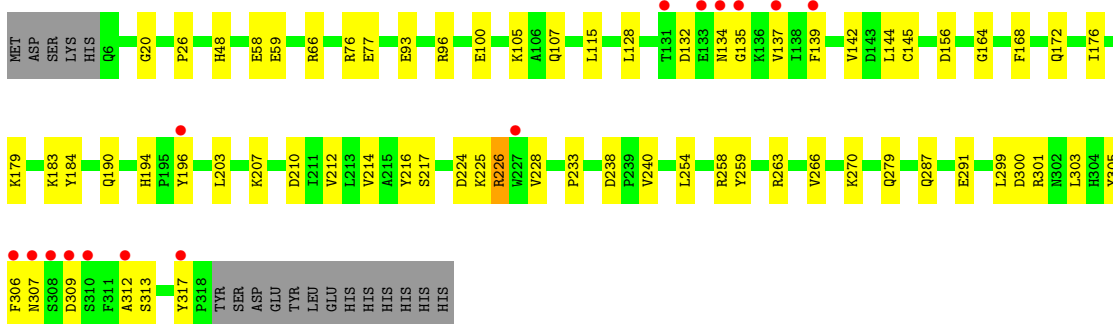 MET ASP SER LYS HIS Q6 G20 P26 H48 E58 E59 R66 R76 E77 E93 R96 E100 K105 A106 Q107 L115 L128 T131 D132 E133 N134 G135 K136 V137 I138 F139 V142 D143 L144 C145 D156 G164 F168 Q172 I176
K179 K183 Y184 Q190 H194 P195 Y196 L203 K207 D210 I211 V212 L213 V214 A215 Y216 S217 D224 K225 R226 W227 V228 P233 D238 P239 V240 L254 R258 Y259 R263 V266 K270 Q279 Q287 E291 L299 D300 R301 N302 L303 H304 Y305
F306 N307 S308 D309 S310 F311 A312 S313 Y317 P318 TYR SER ASP GLU TYR LEU GLU HIS HIS HIS HIS HIS HIS